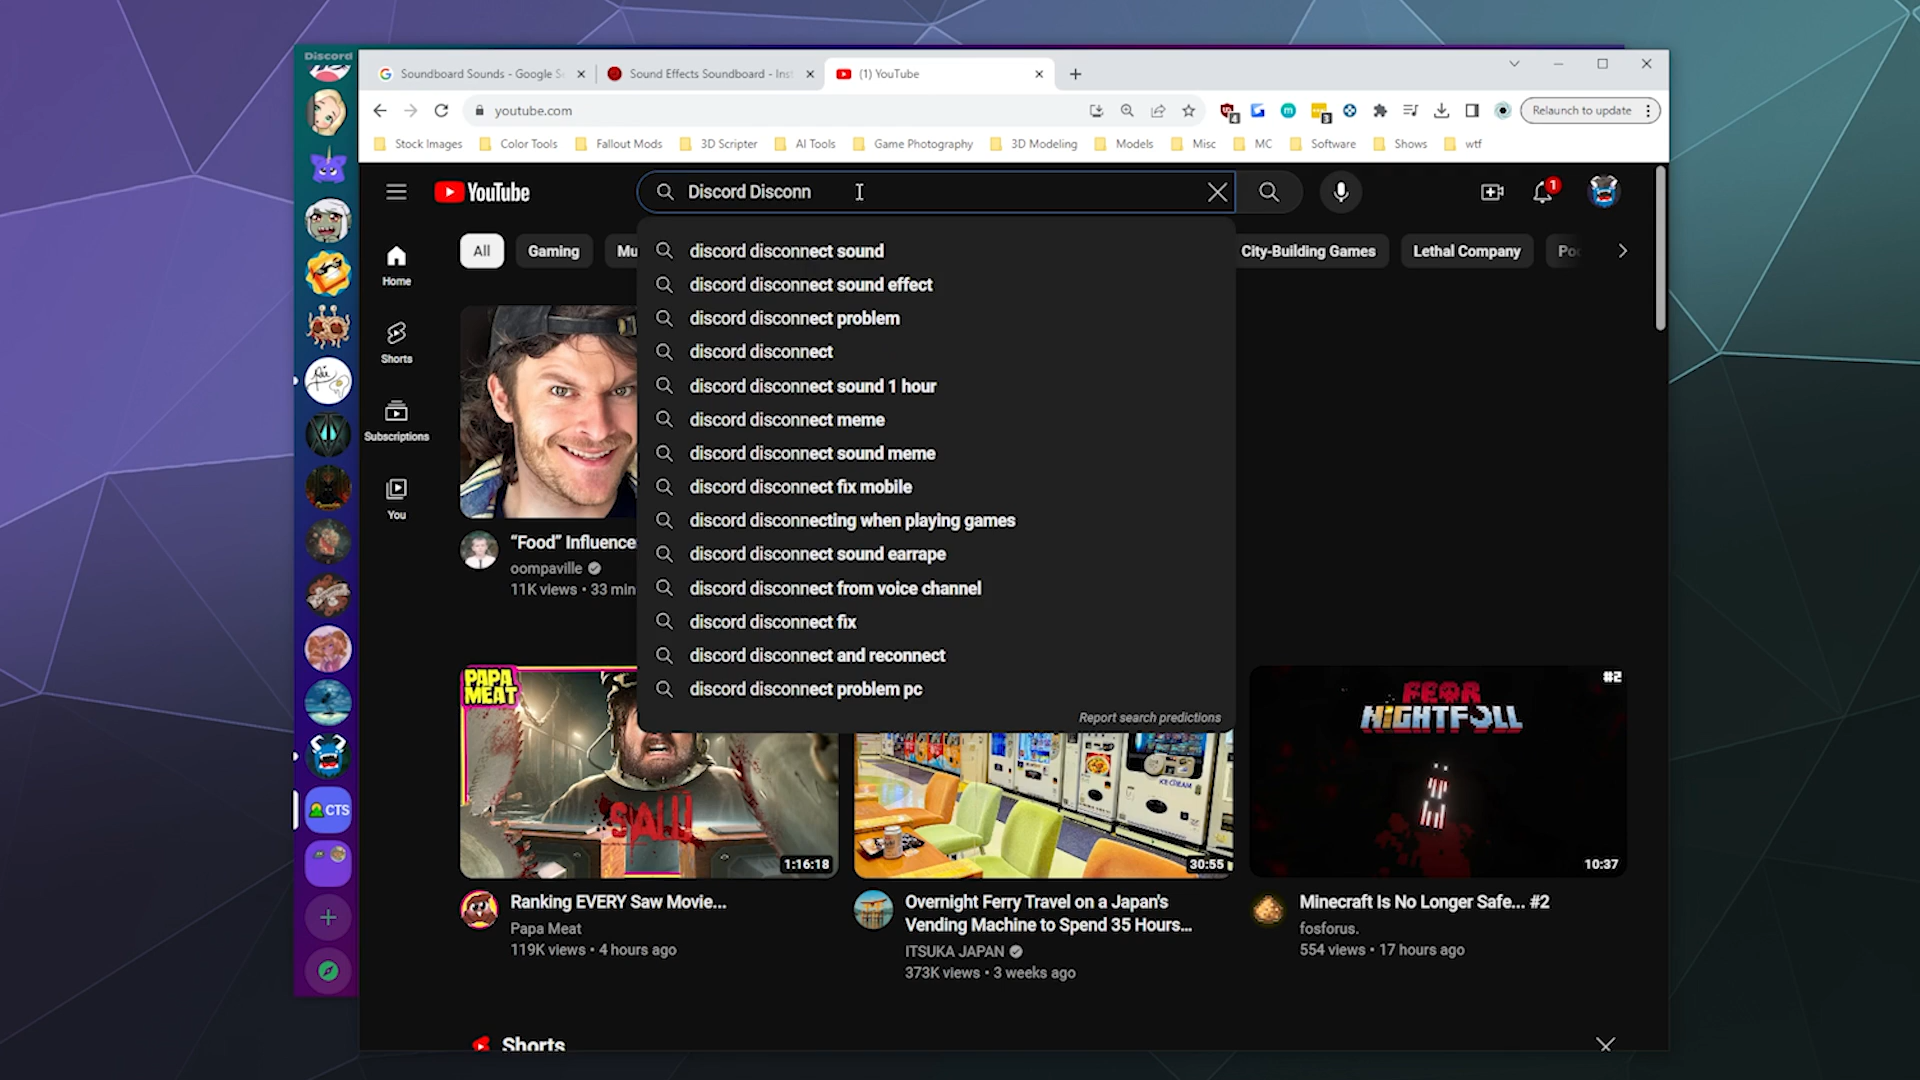 Discord
Soundboard Sounds - Google Se
Sound Effects Soundboard - Inst
(1) YouTube
youtube.com
Relaunch to update
Stock Images
Color Tools
Fallout Mods
3D Scripter
AI Tools
Game Photography
3D Modeling
Models
Misc
MC
Software
Shows
wtf
YouTube
Discord Disconn
1
All
Gaming
Mu
City-Building Games
Lethal Company
Po
Home
Shorts
Subscriptions
You
discord disconnect sound
discord disconnect sound effect
discord disconnect problem
discord disconnect
discord disconnect sound 1 hour
discord disconnect meme
discord disconnect sound meme
discord disconnect fix mobile
discord disconnecting when playing games
discord disconnect sound earrape
discord disconnect from voice channel
discord disconnect fix
discord disconnect and reconnect
discord disconnect problem pc
Report search predictions
“Food” Influence
oompaville
11K views • 33 min
PAPA
MEAT
SAW
1:16:18
ICE CREAM
30:55
#2
FEAR
NIGHTFALL
10:37
Ranking EVERY Saw Movie...
Papa Meat
119K views • 4 hours ago
Overnight Ferry Travel on a Japan's
Vending Machine to Spend 35 Hours...
ITSUKA JAPAN
373K views • 3 weeks ago
Minecraft Is No Longer Safe... #2
fosforus.
554 views • 17 hours ago
CTS
Shorts